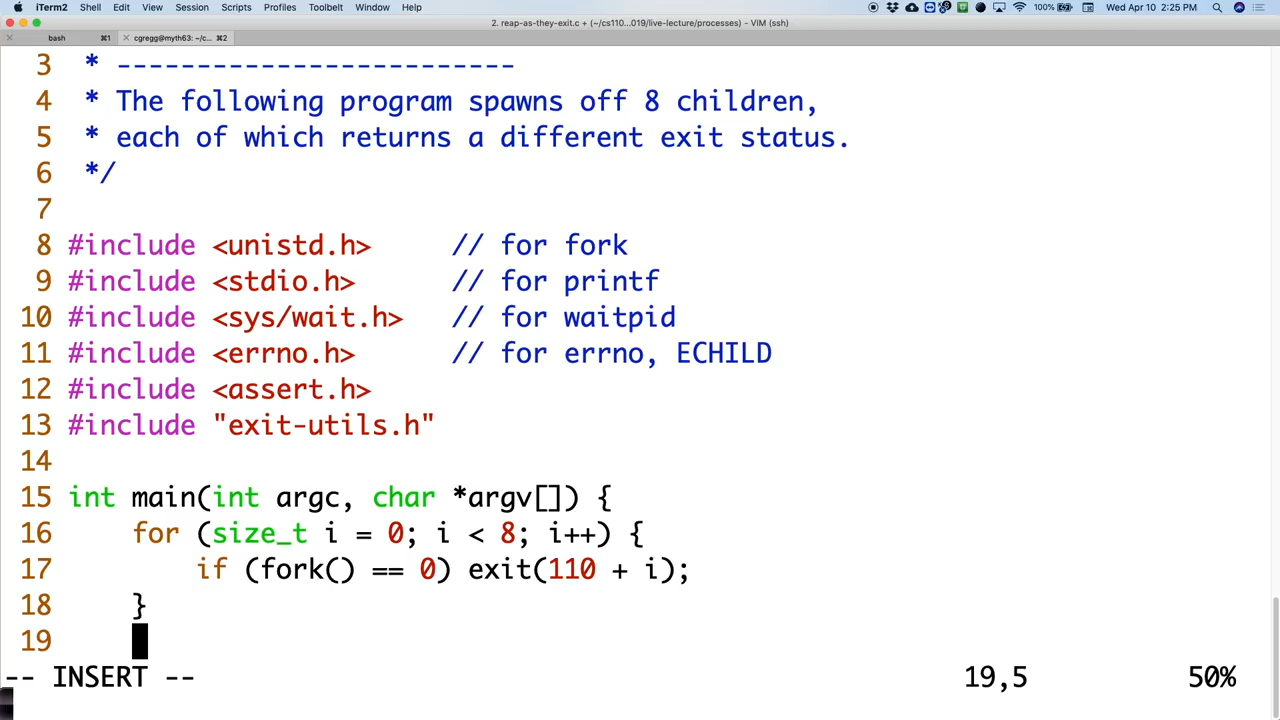 iTerm2 Shell Edit View Session Scripts Profiles Toolbelt Window Help 100% Wed Apr 10 2:25 PM
2. reap-as-they-exit.c + (~/cs110...019/live-lecture/processes) - VIM (ssh)
bash ⌘1 cgregg@myth63: ~/c... ⌘2
3 * -------------------------
4 * The following program spawns off 8 children,
5 * each of which returns a different exit status.
6 */
7
8 #include <unistd.h> // for fork
9 #include <stdio.h> // for printf
10 #include <sys/wait.h> // for waitpid
11 #include <errno.h> // for errno, ECHILD
12 #include <assert.h>
13 #include "exit-utils.h"
14
15 int main(int argc, char *argv[]) {
16 for (size_t i = 0; i < 8; i++) {
17 if (fork() == 0) exit(110 + i);
18 }
19
-- INSERT -- 19,5 50%